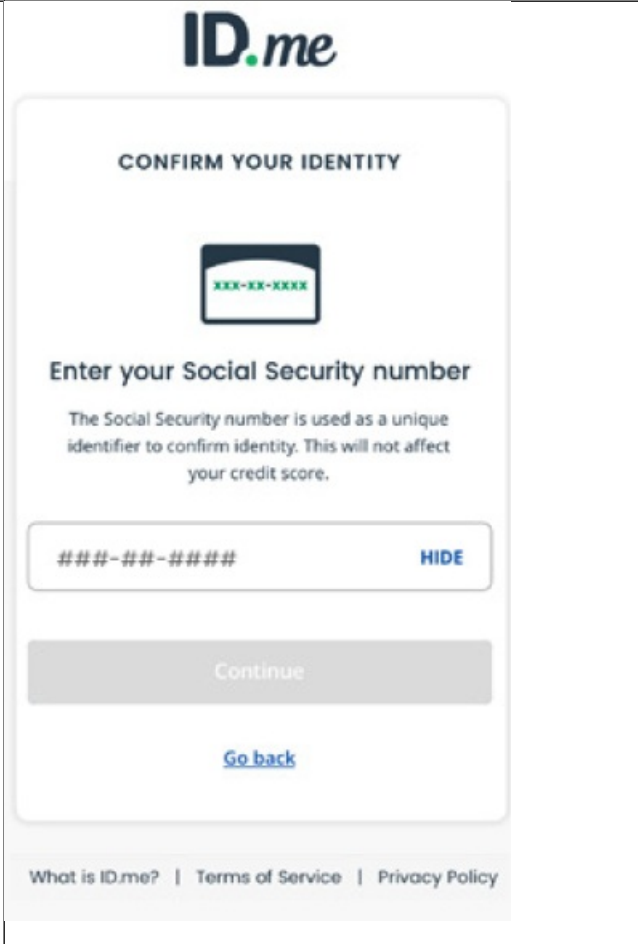 ID.me
CONFIRM YOUR IDENTITY
xxx-xx-xxxx
Enter your Social Security number
The Social Security number is used as a unique
identifier to confirm identity. This will not affect
your credit score.
###-##-#### HIDE
Continue
Go back
What is ID.me? | Terms of Service | Privacy Policy